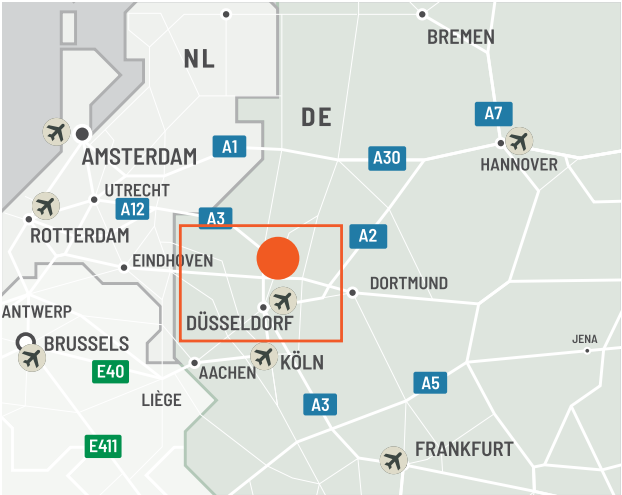 BREMEN
NL
DE
A7
AMSTERDAM
A1
A30
HANNOVER
UTRECHT
A12
A3
ROTTERDAM
A2
EINDHOVEN
DORTMUND
ANTWERP
DÜSSELDORF
BRUSSELS
JENA
E40
AACHEN
KÖLN
LIÈGE
A5
A3
E411
FRANKFURT